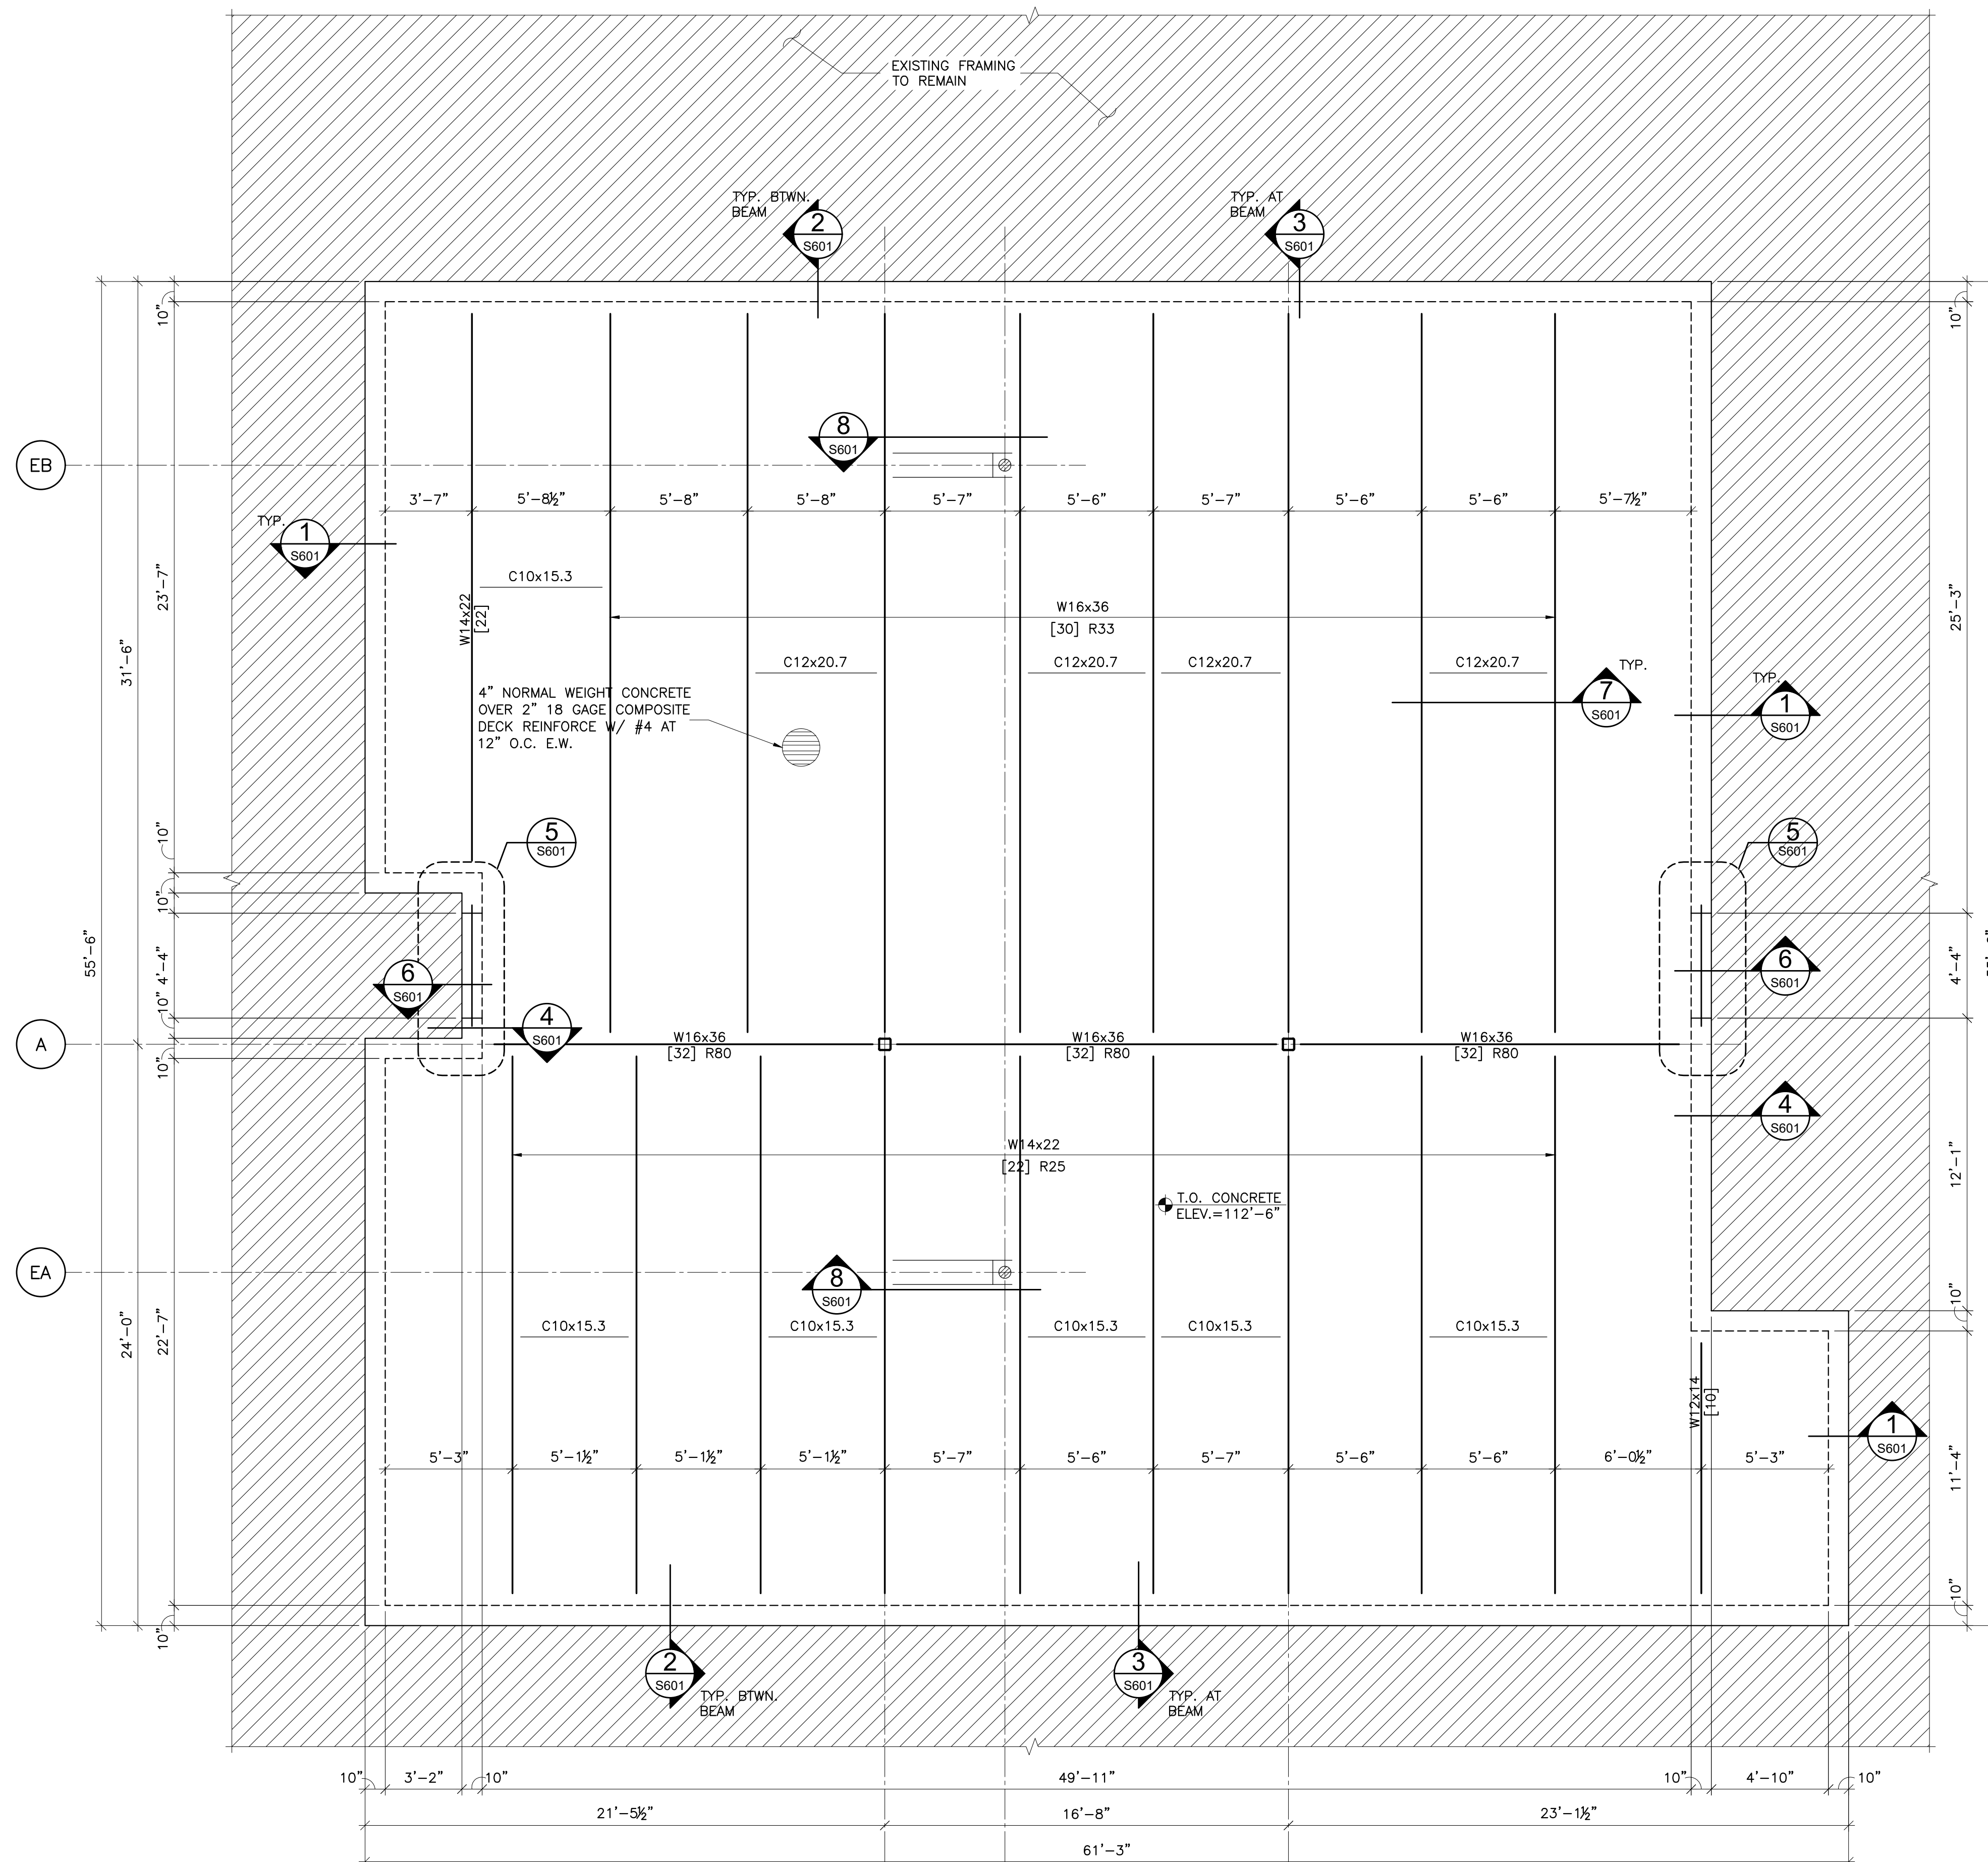 EXISTING FRAMING
TO REMAIN
TYP. BTWN.
BEAM
2
S601
TYP. AT
BEAM
3
S601
10”
10”
EB
8
S601
3’-7”
5’-8½”
5’-8”
5’-8”
5’-7”
5’-6”
5’-7”
5’-6”
5’-6”
5’-7½”
TYP.
1
S601
23’-7”
25’-3”
31’-6”
C10x15.3
W14x22
[22]
W16x36
[30] R33
C12x20.7
C12x20.7
C12x20.7
C12x20.7
7
S601
TYP.
TYP.
1
S601
4” NORMAL WEIGHT CONCRETE
OVER 2” 18 GAGE COMPOSITE
DECK REINFORCE W/ #4 AT
12” O.C. E.W.
10”
5
S601
5
S601
10”
55’-6”
4’-4”
4’-4”
6
S601
6
S601
10”
4
S601
A
W16x36
[32] R80
W16x36
[32] R80
W16x36
[32] R80
10”
4
S601
W14x22
[22] R25
12’-1”
T.O. CONCRETE
ELEV.=112’-6”
EA
8
S601
10”
24’-0”
22’-7”
C10x15.3
C10x15.3
C10x15.3
C10x15.3
C10x15.3
W12x14
[10]
1
S601
5’-3”
5’-1½”
5’-1½”
5’-1½”
5’-7”
5’-6”
5’-7”
5’-6”
5’-6”
6’-0½”
5’-3”
11’-4”
10”
10”
2
S601
TYP. BTWN.
BEAM
3
S601
TYP. AT
BEAM
10”
3’-2”
10”
49’-11”
10”
4’-10”
10”
21’-5½”
16’-8”
23’-1½”
61’-3”